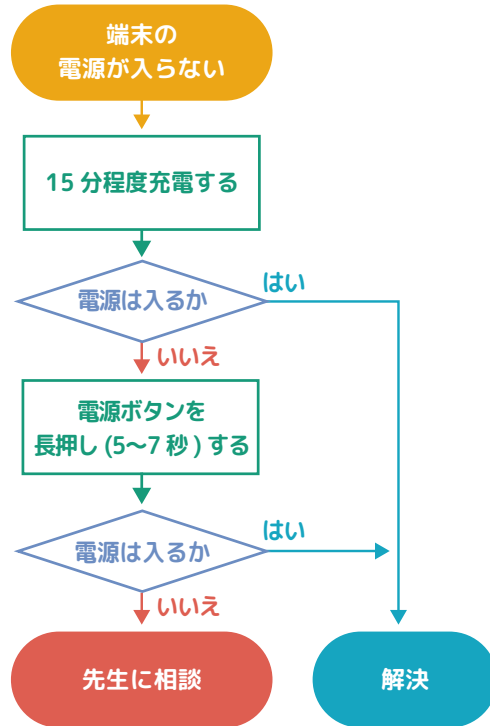 端末の
電源が入らない
15 分程度充電する
電源は入るか
はい
いいえ
電源ボタンを
長押し (5〜7 秒 ) する
電源は入るか
はい
いいえ
先生に相談
解決